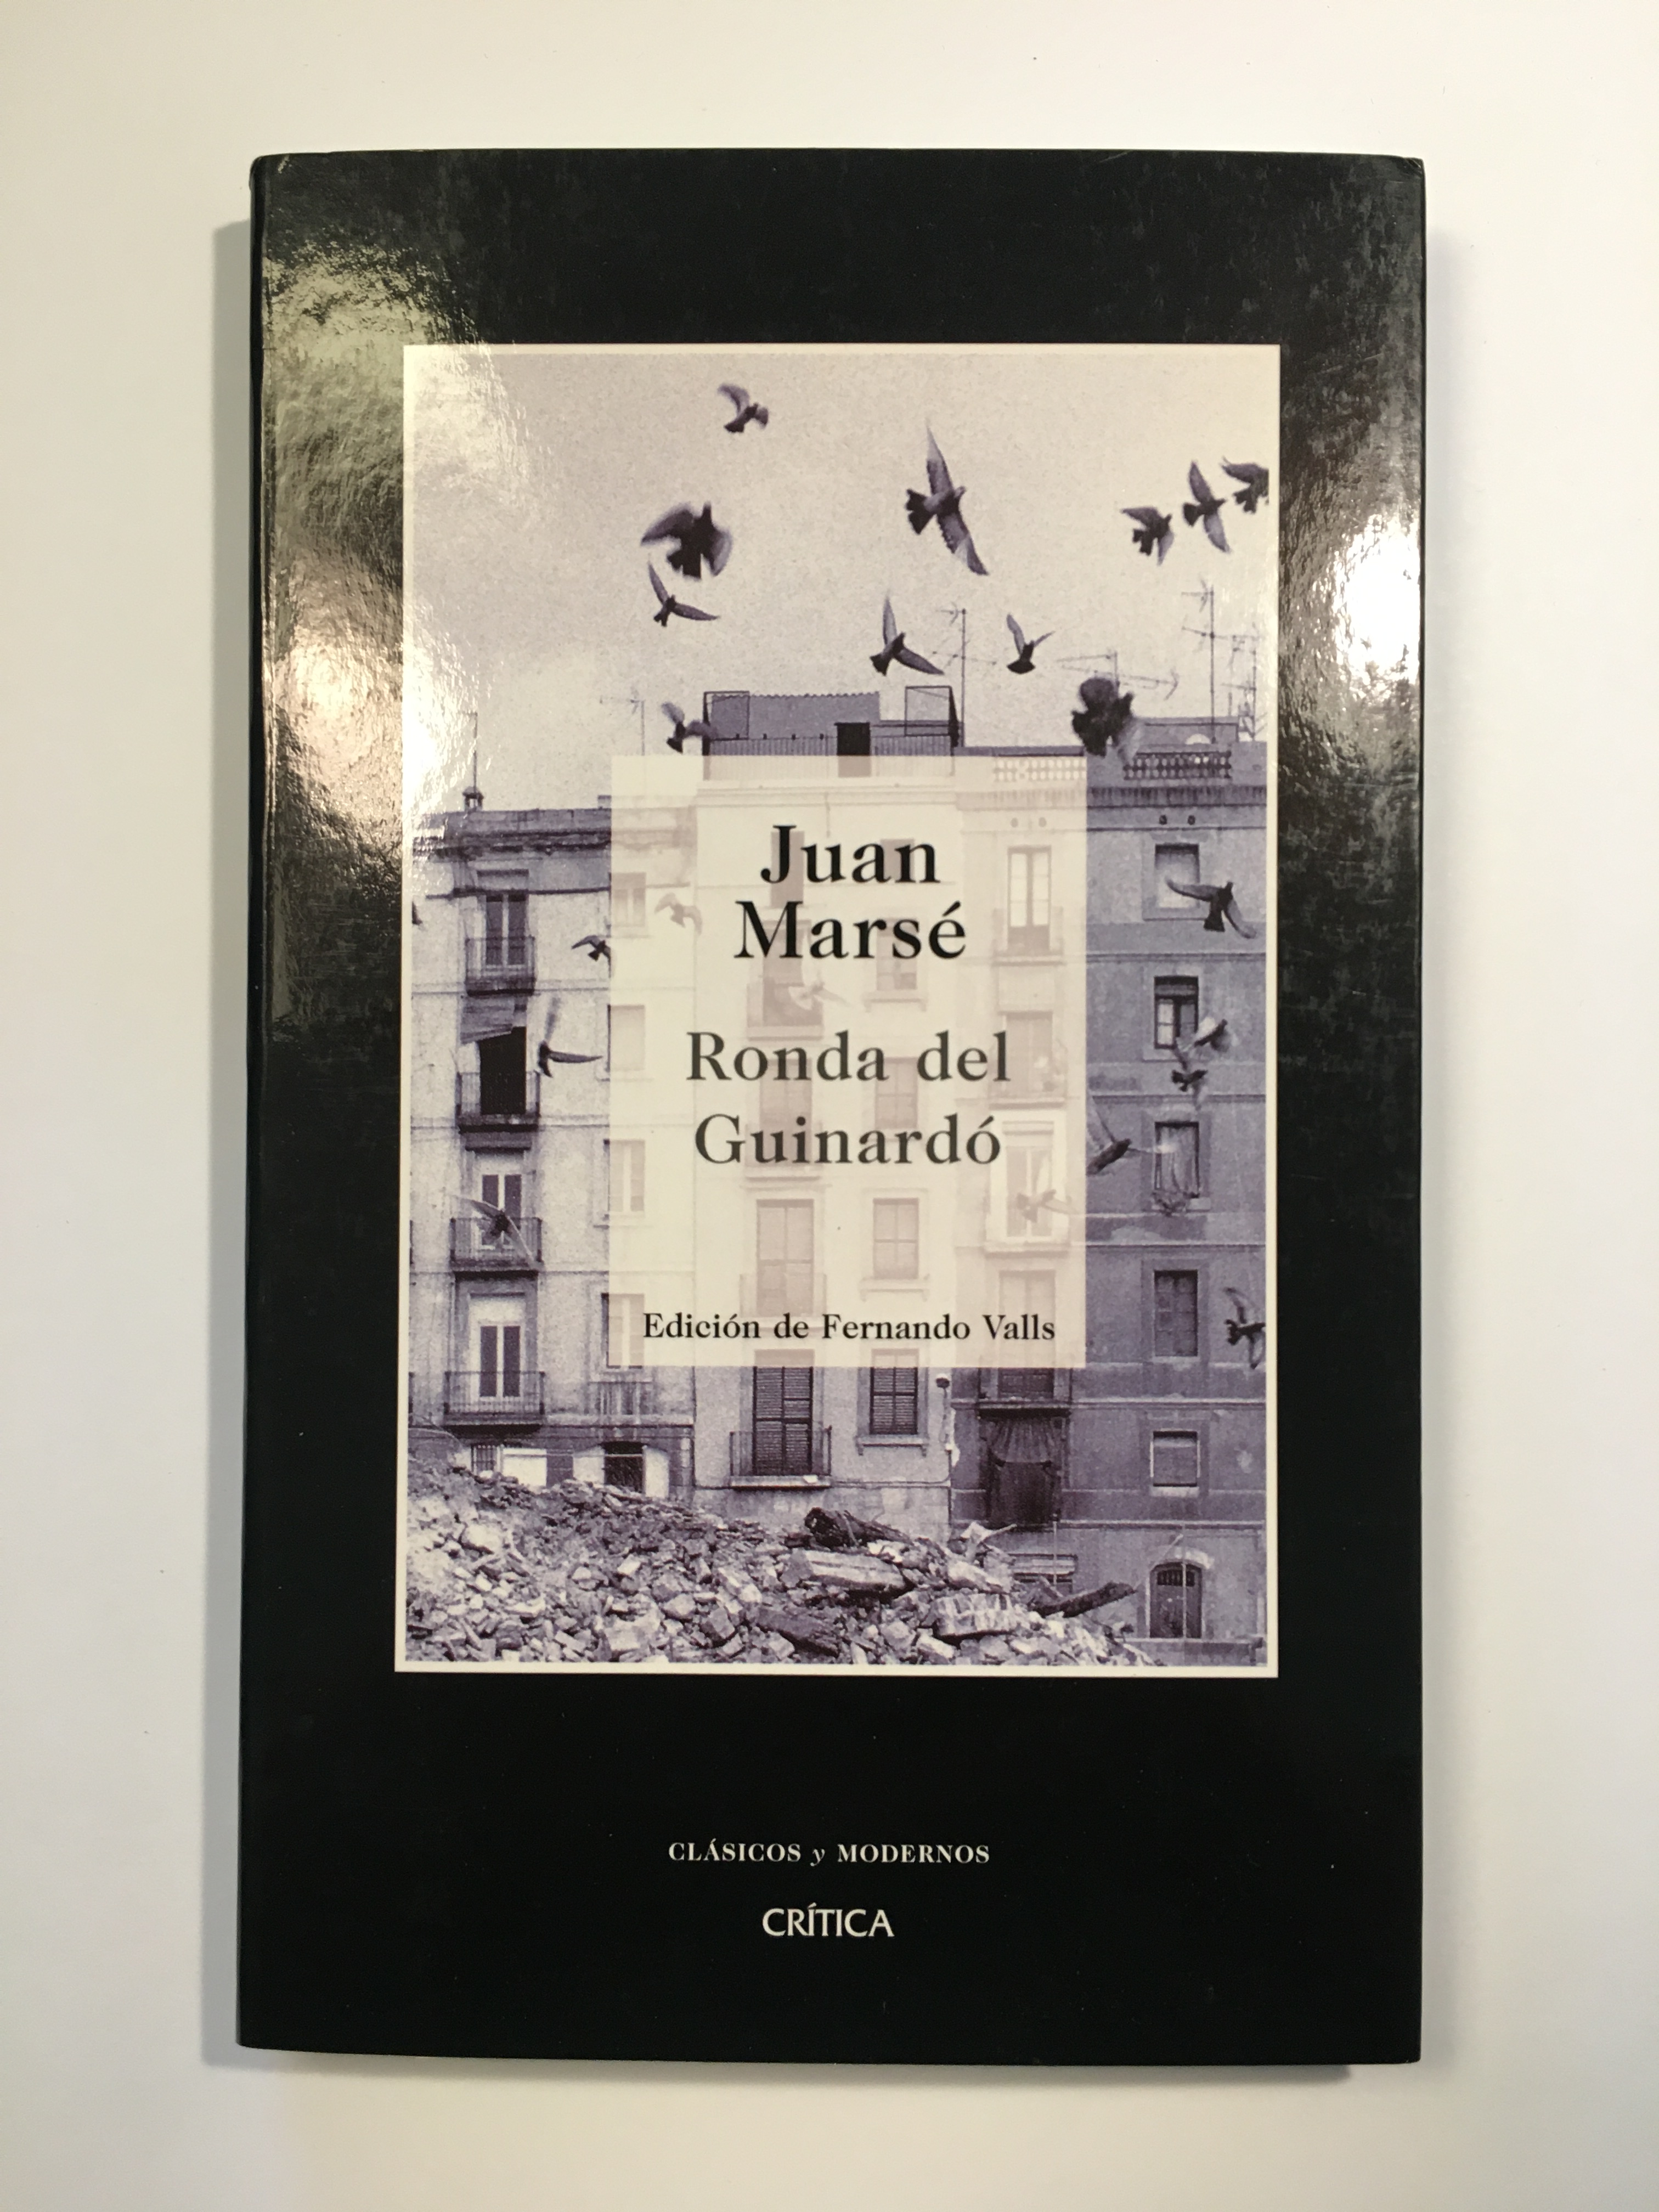 Juan
Marsé
Ronda del
Guinardó
Edición de Fernando Valls
CLÁSICOS y MODERNOS
CRÍTICA